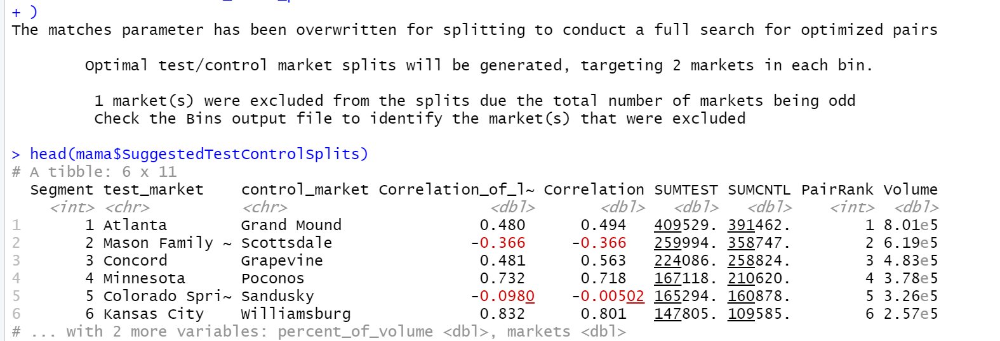 + )
The matches parameter has been overwritten for splitting to conduct a full search for optimized pairs
Optimal test/control market splits will be generated, targeting 2 markets in each bin.
1 market(s) were excluded from the splits due the total number of markets being odd
Check the Bins output file to identify the market(s) that were excluded
> head(mama$SuggestedTestControlSplits)
# A tibble: 6 x 11
Segment test_market control_market Correlation_of_l~ Correlation SUMTEST SUMCNTL PairRank Volume
<int> <chr> <chr> <dbl> <dbl> <dbl> <dbl> <int> <dbl>
1 1 Atlanta Grand Mound 0.480 0.494 409529. 391462. 1 8.01e5
2 2 Mason Family ~ Scottsdale -0.366 -0.366 259994. 358747. 2 6.19e5
3 3 Concord Grapevine 0.481 0.563 224086. 258824. 3 4.83e5
4 4 Minnesota Poconos 0.732 0.718 167118. 210620. 4 3.78e5
5 5 Colorado Spri~ Sandusky -0.0980 -0.00502 165294. 160878. 5 3.26e5
6 6 Kansas City Williamsburg 0.832 0.801 147805. 109585. 6 2.57e5
# ... with 2 more variables: percent_of_volume <dbl>, markets <dbl>